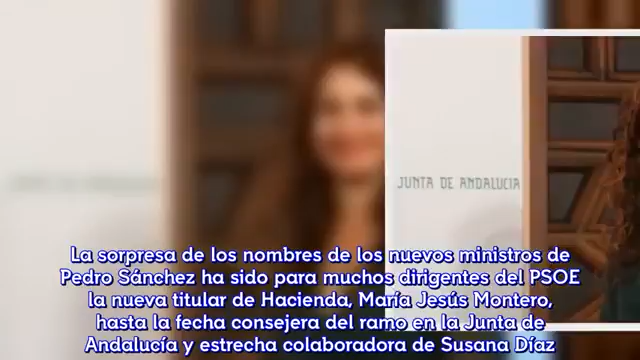 JUNTA DE ANDALUCIA
La sorpresa de los nombres de los nuevos ministros de
Pedro Sánchez ha sido para muchos dirigentes del PSOE
la nueva titular de Hacienda, María Jesús Montero,
hasta la fecha consejera del ramo en la Junta de
Andalucía y estrecha colaboradora de Susana Díaz